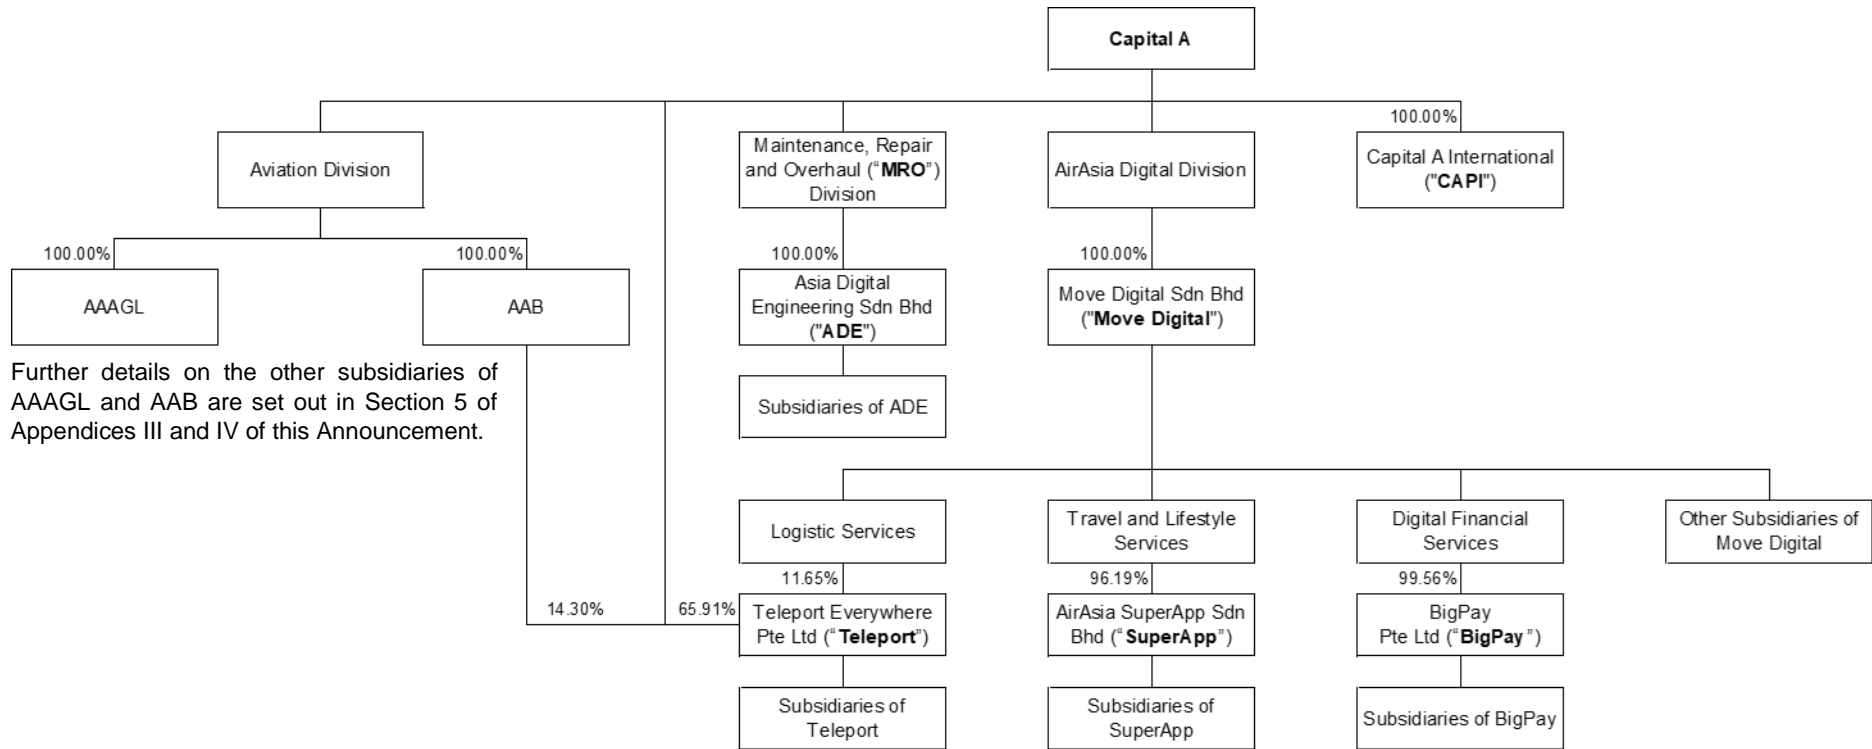 Capital A
100.00%
Aviation Division
Maintenance, Repair
and Overhaul (“MRO”)
Division
AirAsia Digital Division
Capital A International
("CAPI")
100.00%
100.00%
100.00%
100.00%
AAAGL
AAB
Asia Digital
Engineering Sdn Bhd
("ADE")
Move Digital Sdn Bhd
("Move Digital")
Further details on the other subsidiaries of
AAAGL and AAB are set out in Section 5 of
Appendices III and IV of this Announcement.
Subsidiaries of ADE
Logistic Services
Travel and Lifestyle
Services
Digital Financial
Services
Other Subsidiaries of
Move Digital
11.65%
96.19%
99.56%
14.30%
65.91%
Teleport Everywhere
Pte Ltd (“Teleport”)
AirAsia SuperApp Sdn
Bhd (“SuperApp”)
BigPay
Pte Ltd (“BigPay”)
Subsidiaries of
Teleport
Subsidiaries of
SuperApp
Subsidiaries of BigPay